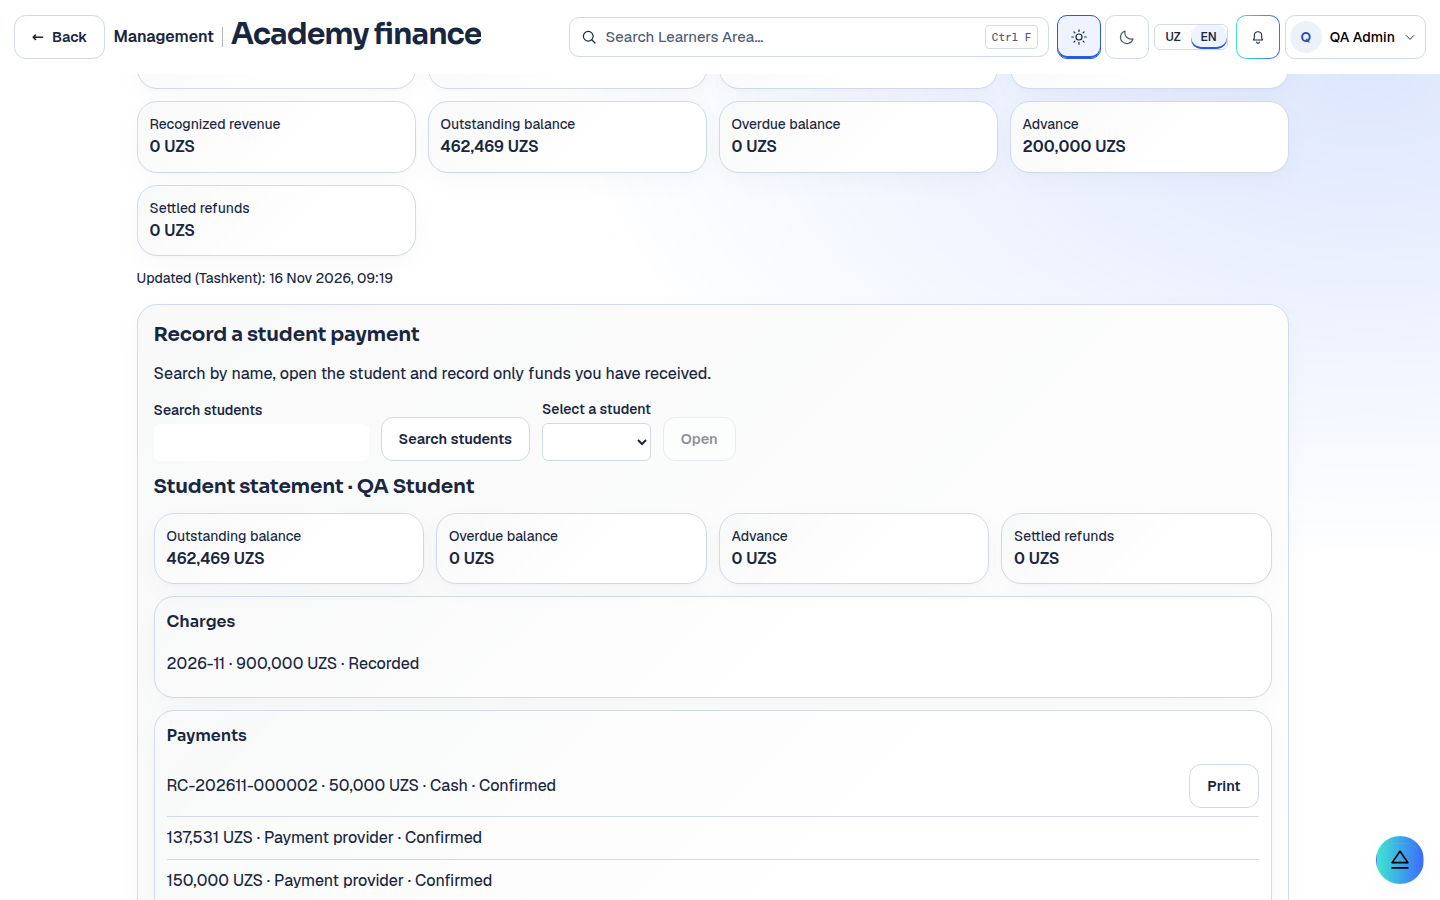 ← Back
Management
Academy finance
Search Learners Area...
Ctrl F
UZ
EN
Q
QA Admin
Recognized revenue
0 UZS
Outstanding balance
462,469 UZS
Overdue balance
0 UZS
Advance
200,000 UZS
Settled refunds
0 UZS
Updated (Tashkent): 16 Nov 2026, 09:19
Record a student payment
Search by name, open the student and record only funds you have received.
Search students
Search students
Select a student
Open
Student statement · QA Student
Outstanding balance
462,469 UZS
Overdue balance
0 UZS
Advance
0 UZS
Settled refunds
0 UZS
Charges
2026-11 · 900,000 UZS · Recorded
Payments
RC-202611-000002 · 50,000 UZS · Cash · Confirmed
Print
137,531 UZS · Payment provider · Confirmed
150,000 UZS · Payment provider · Confirmed